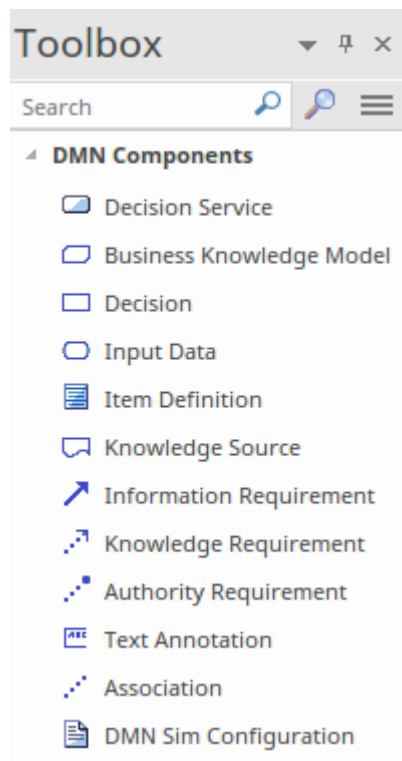 Toolbox
Search
DMN Components
Decision Service
Business Knowledge Model
Decision
Input Data
Item Definition
Knowledge Source
Information Requirement
Knowledge Requirement
Authority Requirement
Text Annotation
Association
DMN Sim Configuration